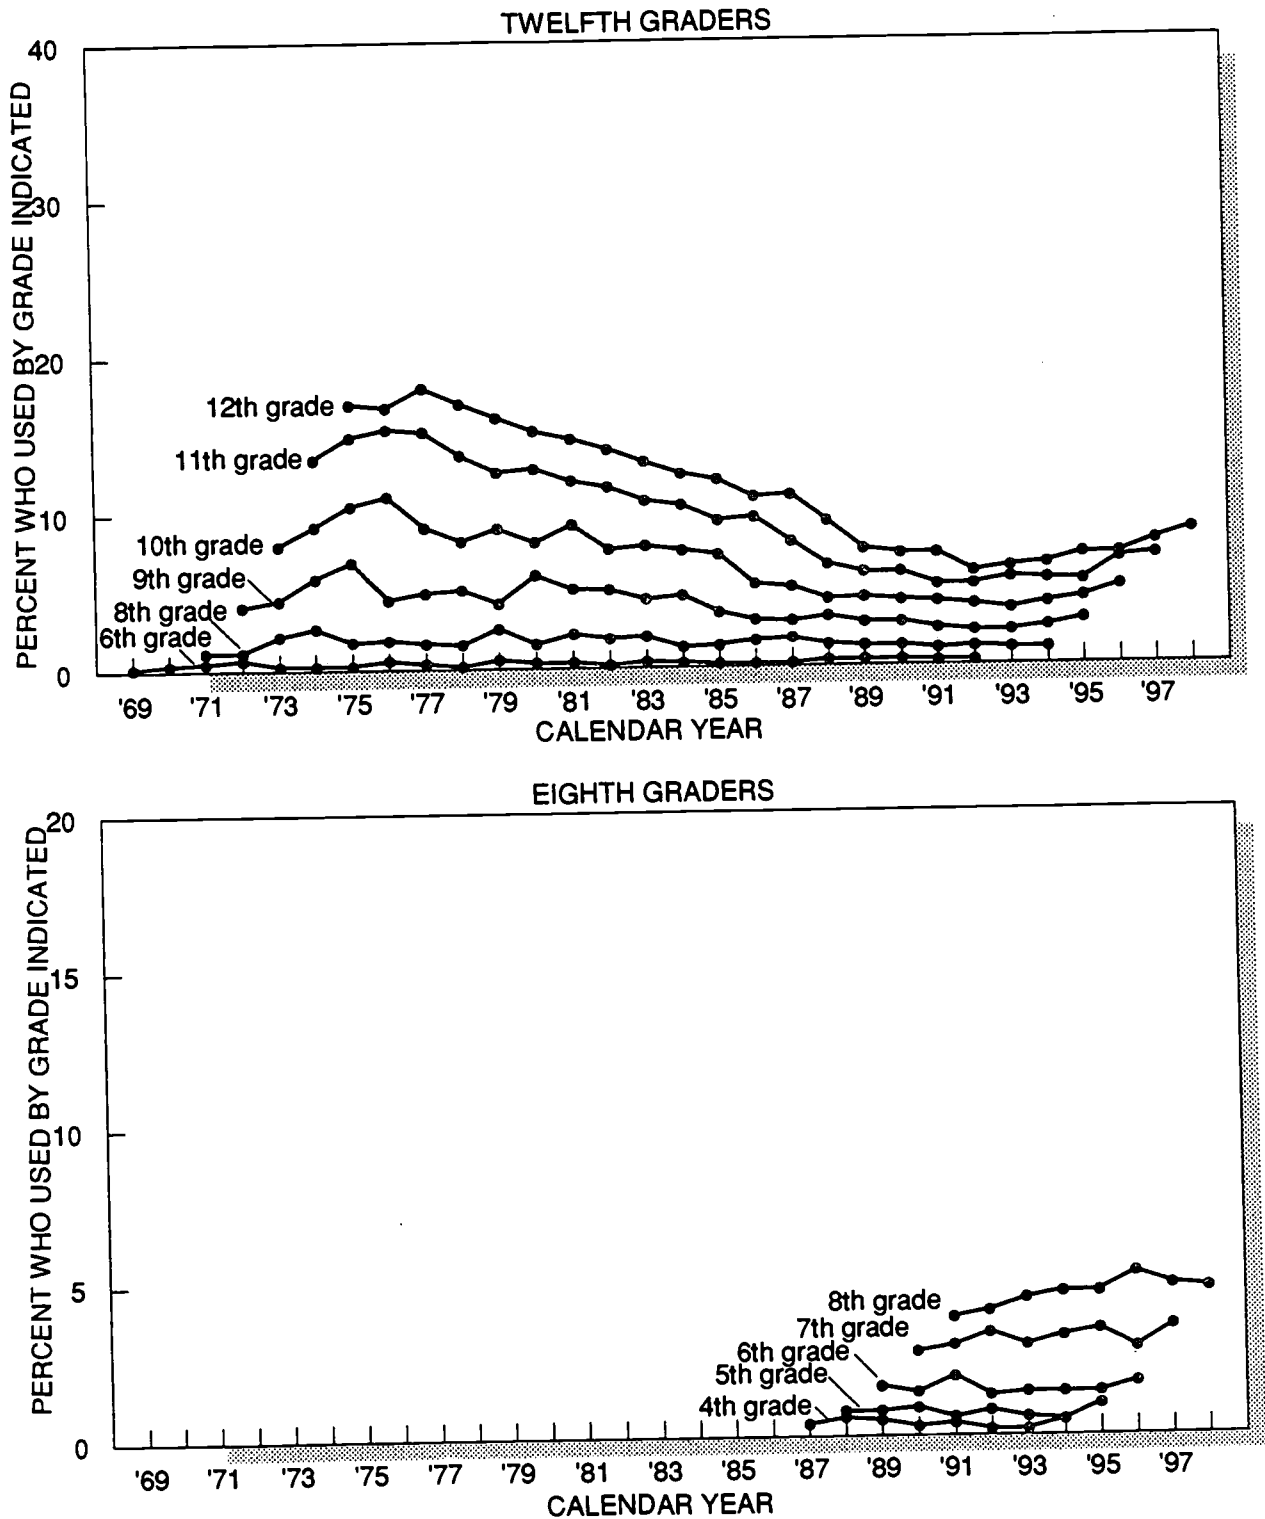 TWELFTH GRADERS
PERCENT WHO USED BY GRADE INDICATED
40
30
20
10
0
12th grade
11th grade
10th grade
9th grade
8th grade
6th grade
'69 '71 '73 '75 '77 '79 '81 '83 '85 '87 '89 '91 '93 '95 '97
CALENDAR YEAR
EIGHTH GRADERS
PERCENT WHO USED BY GRADE INDICATED
20
15
10
5
0
8th grade
7th grade
6th grade
5th grade
4th grade
'69 '71 '73 '75 '77 '79 '81 '83 '85 '87 '89 '91 '93 '95 '97
CALENDAR YEAR